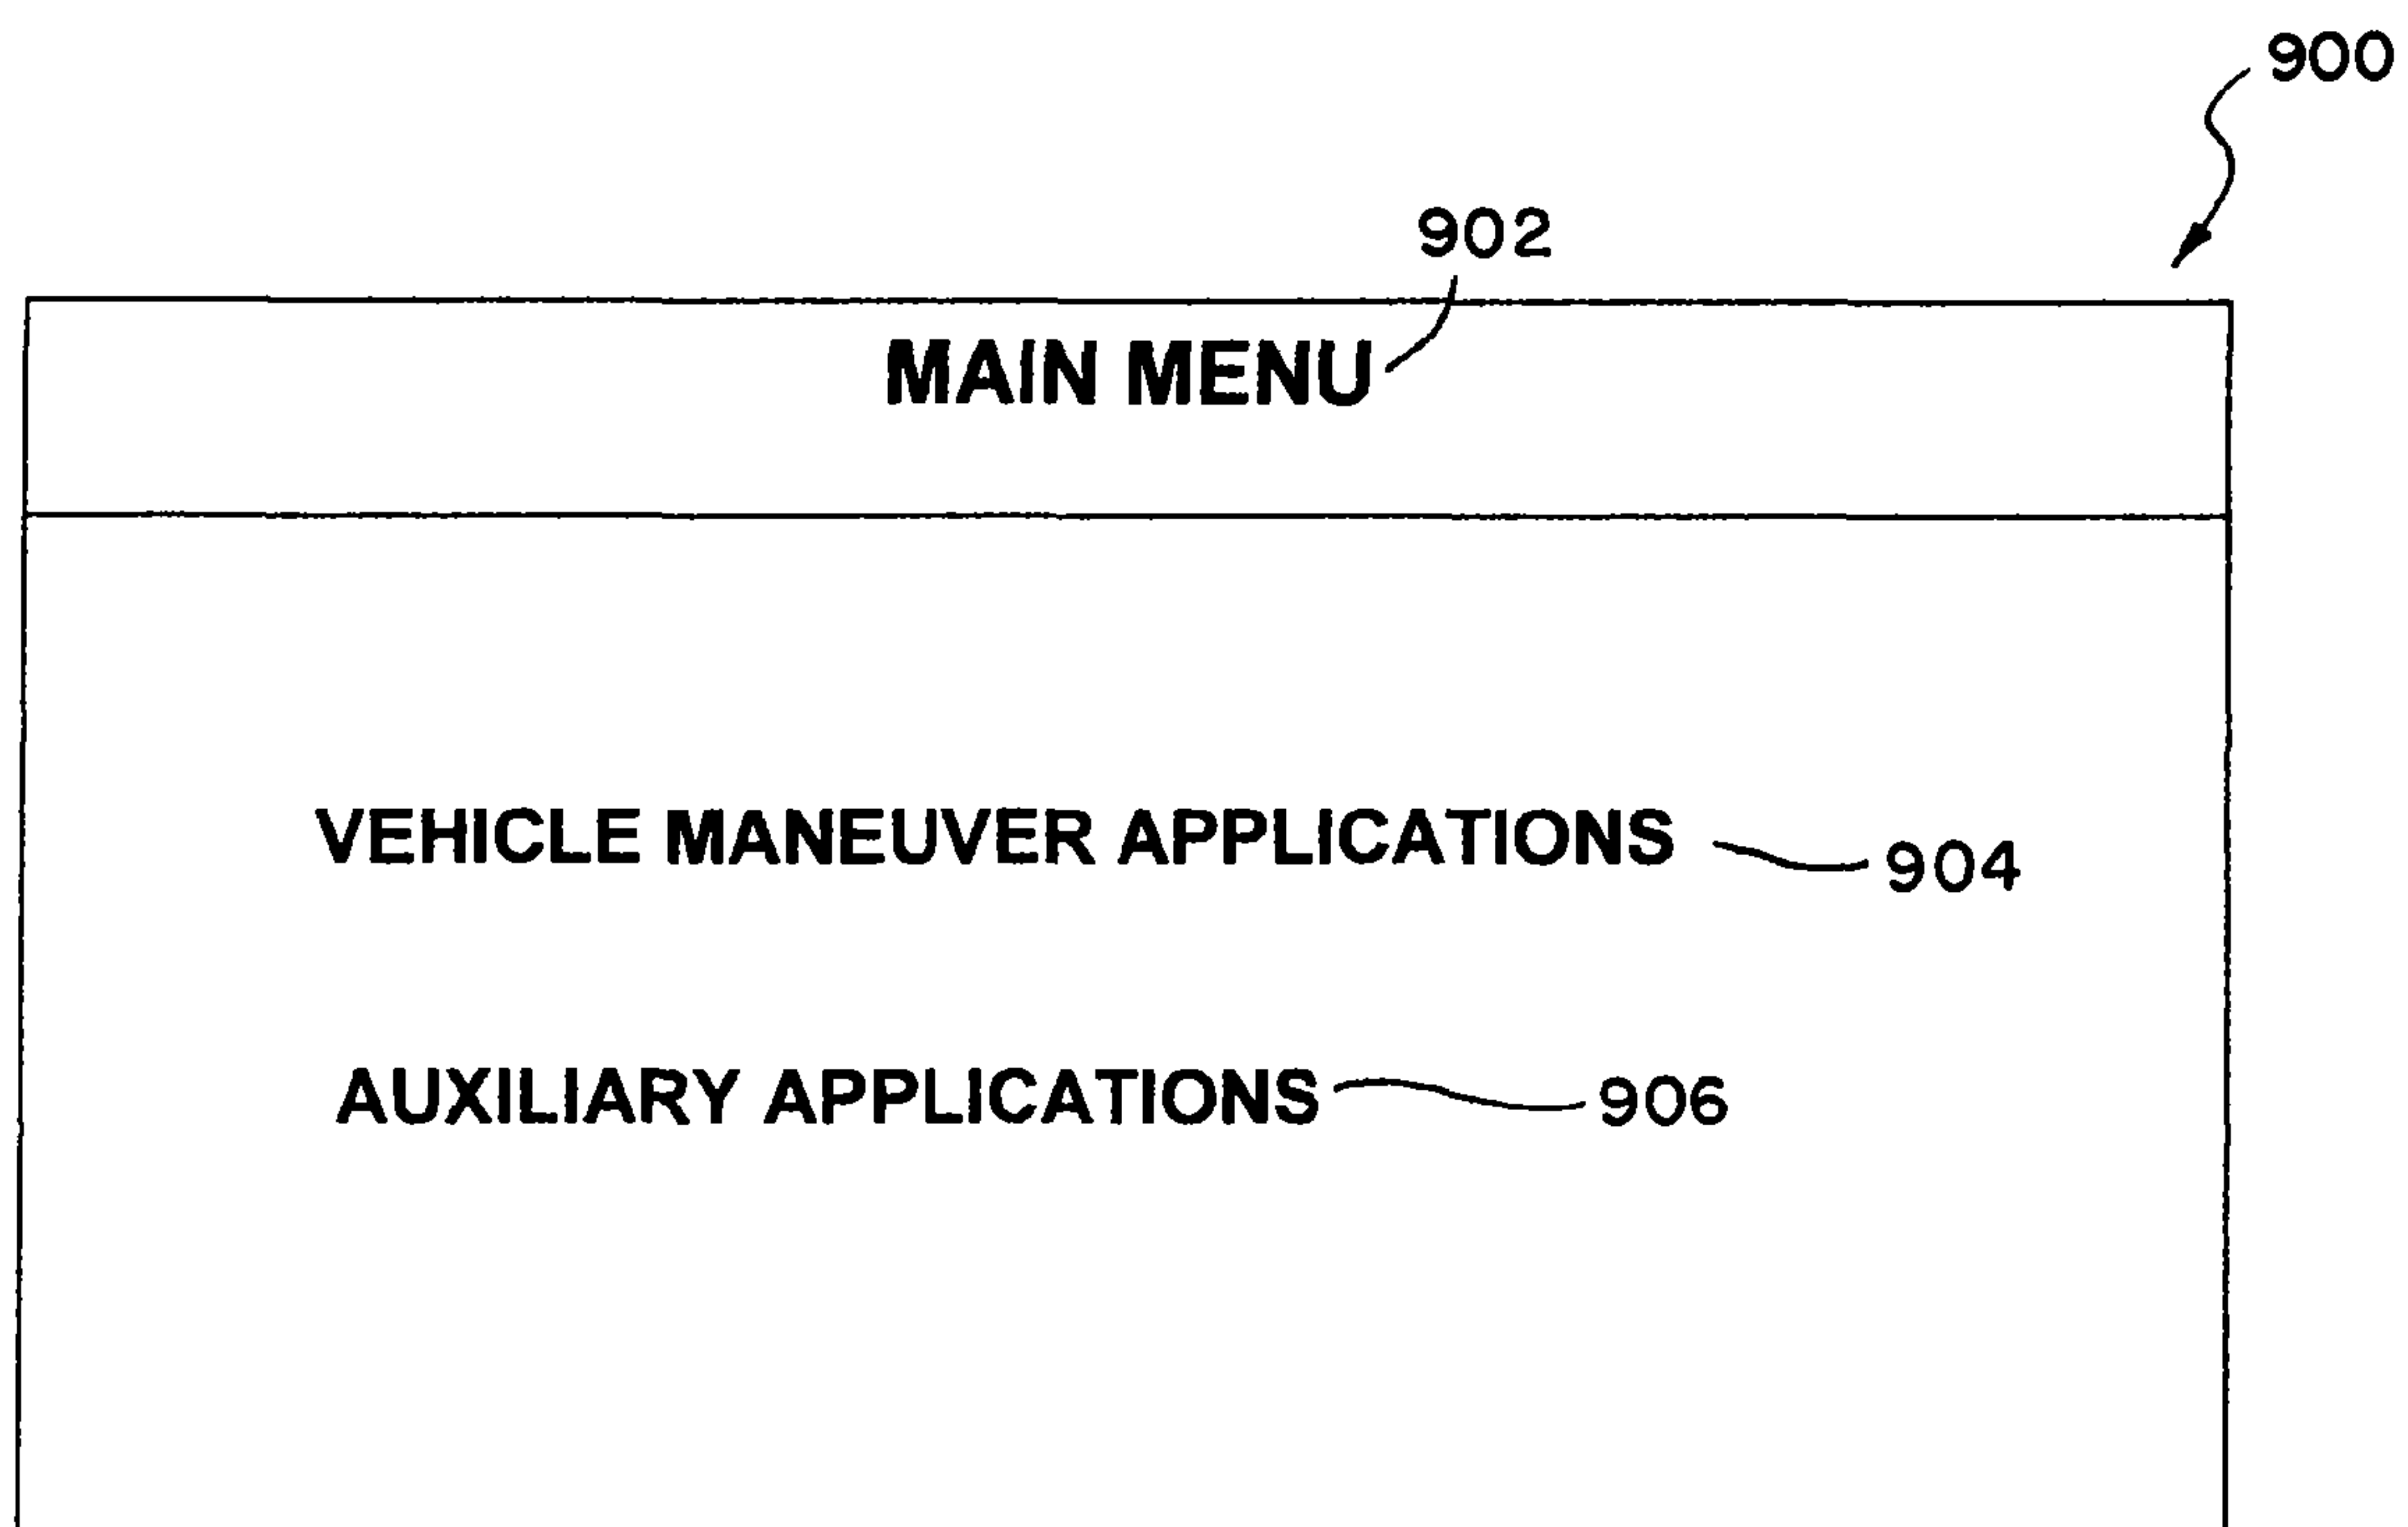 900
902
MAIN MENU
VEHICLE MANEUVER APPLICATIONS 904
AUXILIARY APPLICATIONS 906